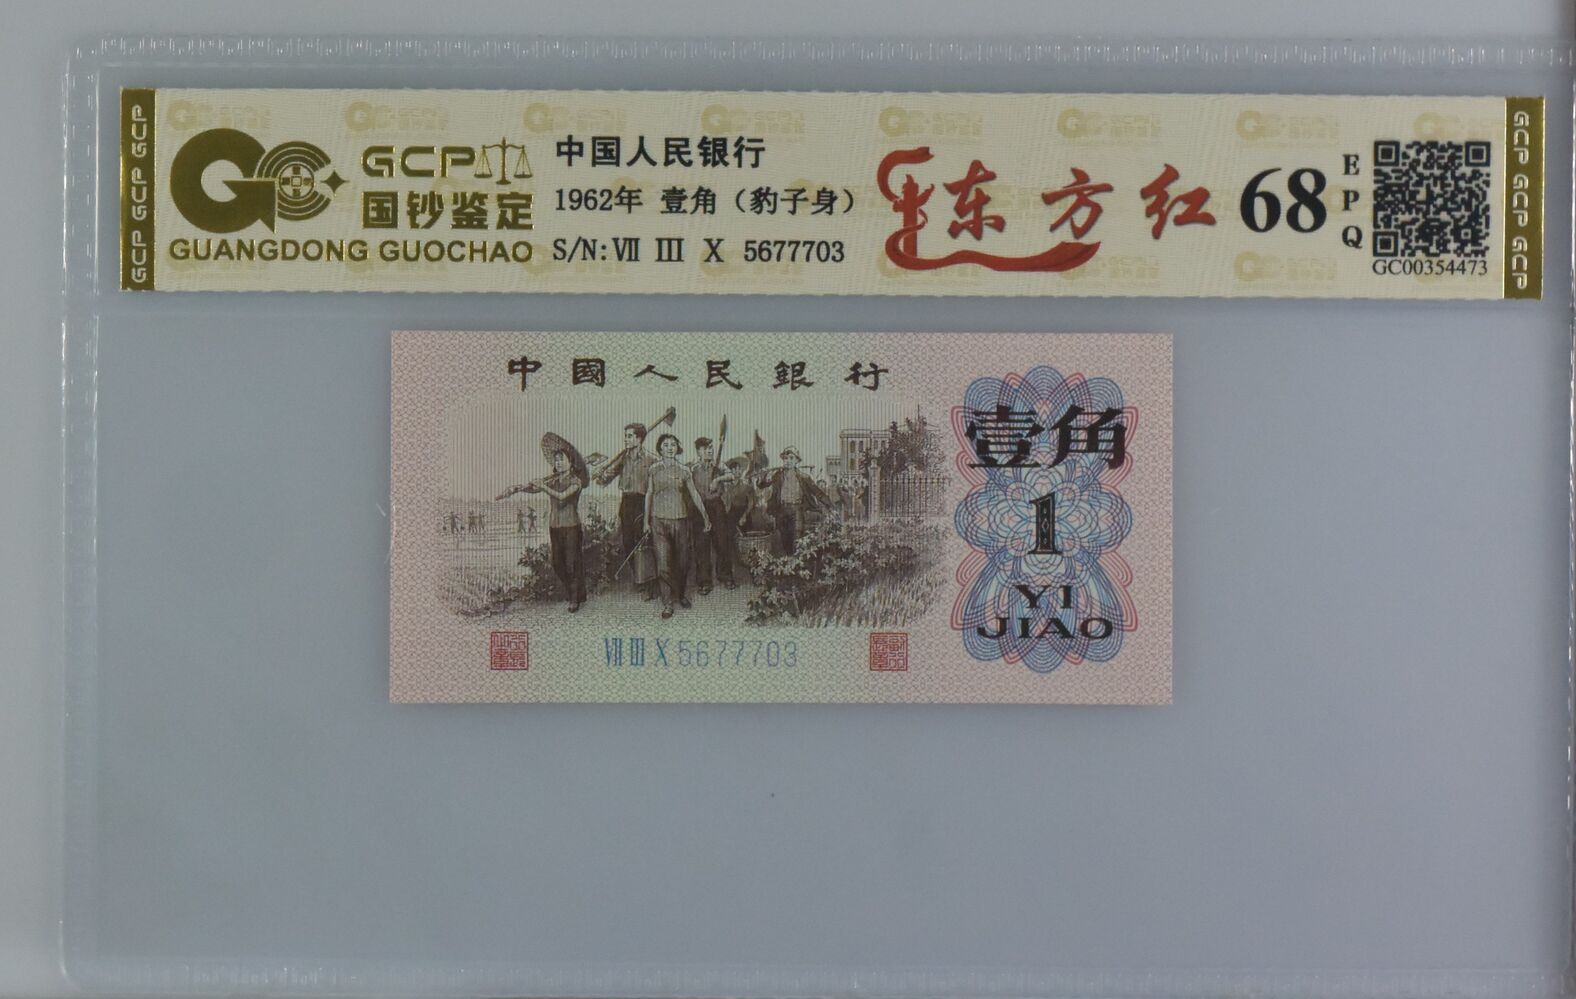 GCP GCP GCP
GCP
国钞鉴定
GUANGDONG GUOCHAO
中国人民银行
1962年 壹角（豹子身）
S/N:Ⅶ Ⅲ Ⅹ 5677703
东方红
68
EPQ
GC00354473
GCP GCP GCP
中國人民銀行
壹角
1
YI
JIAO
Ⅶ Ⅲ Ⅹ 5677703